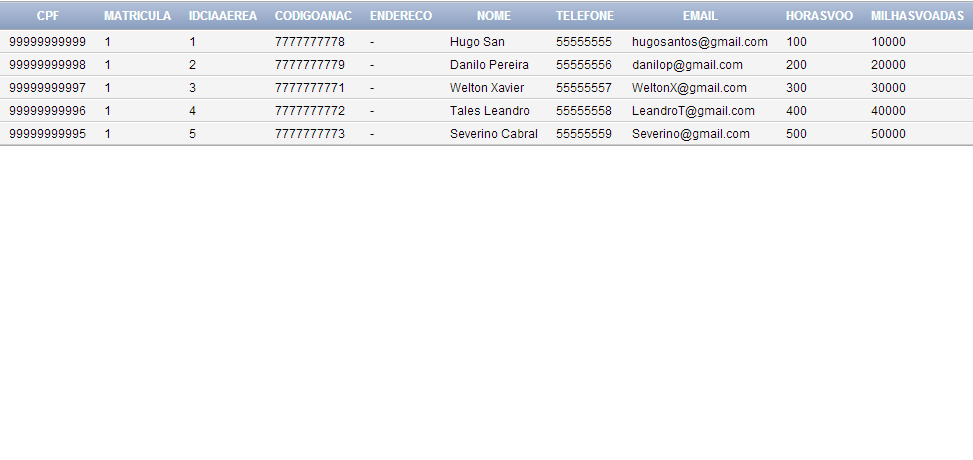 CPF MATRICULA IDCIAAEREA CODIGOANAC ENDERECO NOME TELEFONE EMAIL HORASVOO MILHASVOADAS
99999999999 1 1 7777777778 - Hugo San 55555555 hugosantos@gmail.com 100 10000
99999999998 1 2 7777777779 - Danilo Pereira 55555556 danilop@gmail.com 200 20000
99999999997 1 3 7777777771 - Welton Xavier 55555557 WeltonX@gmail.com 300 30000
99999999996 1 4 7777777772 - Tales Leandro 55555558 LeandroT@gmail.com 400 40000
99999999995 1 5 7777777773 - Severino Cabral 55555559 Severino@gmail.com 500 50000